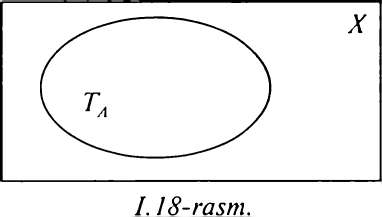 X
T_A
I.18-rasm.